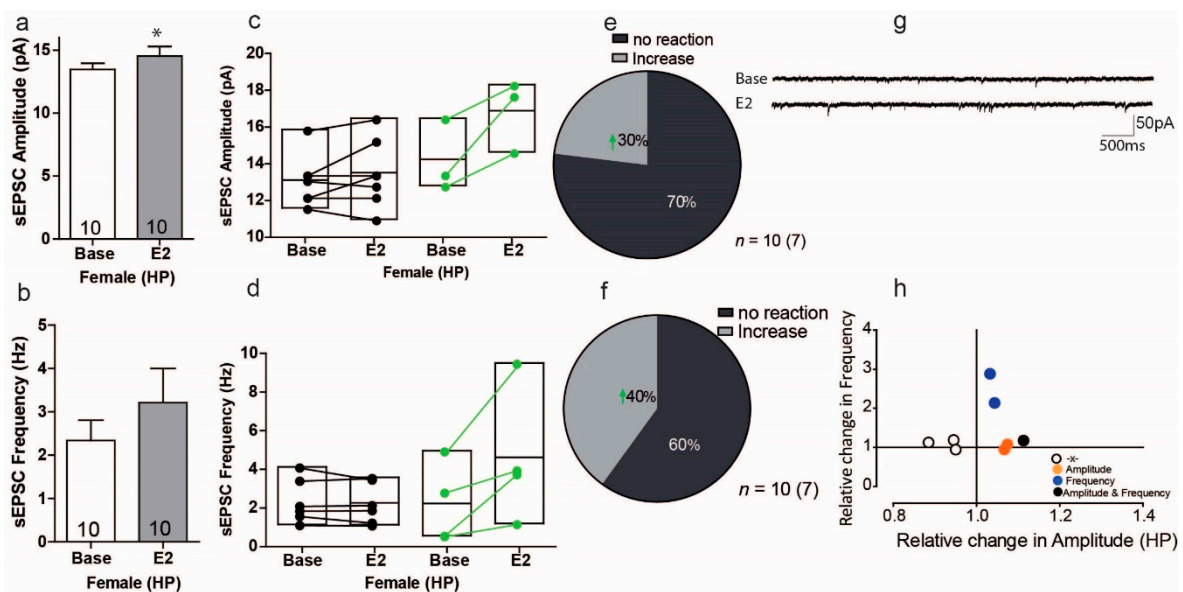 a
*
sEPSC Amplitude (pA)
15
10
5
0
10
10
Base
E2
Female (HP)
b
sEPSC Frequency (Hz)
5
4
3
2
1
0
10
10
Base
E2
Female (HP)
c
sEPSC Amplitude (pA)
20
18
16
14
12
10
Base
E2
Base
E2
Female (HP)
d
sEPSC Frequency (Hz)
10
8
6
4
2
0
Base
E2
Base
E2
Female (HP)
e
no reaction
Increase
30%
70%
n = 10 (7)
f
no reaction
Increase
40%
60%
n = 10 (7)
g
Base
E2
50pA
500ms
h
Relative change in Frequency
4
3
2
1
0
-x-
Amplitude
Frequency
Amplitude & Frequency
0.8
1.0
1.2
1.4
Relative change in Amplitude (HP)